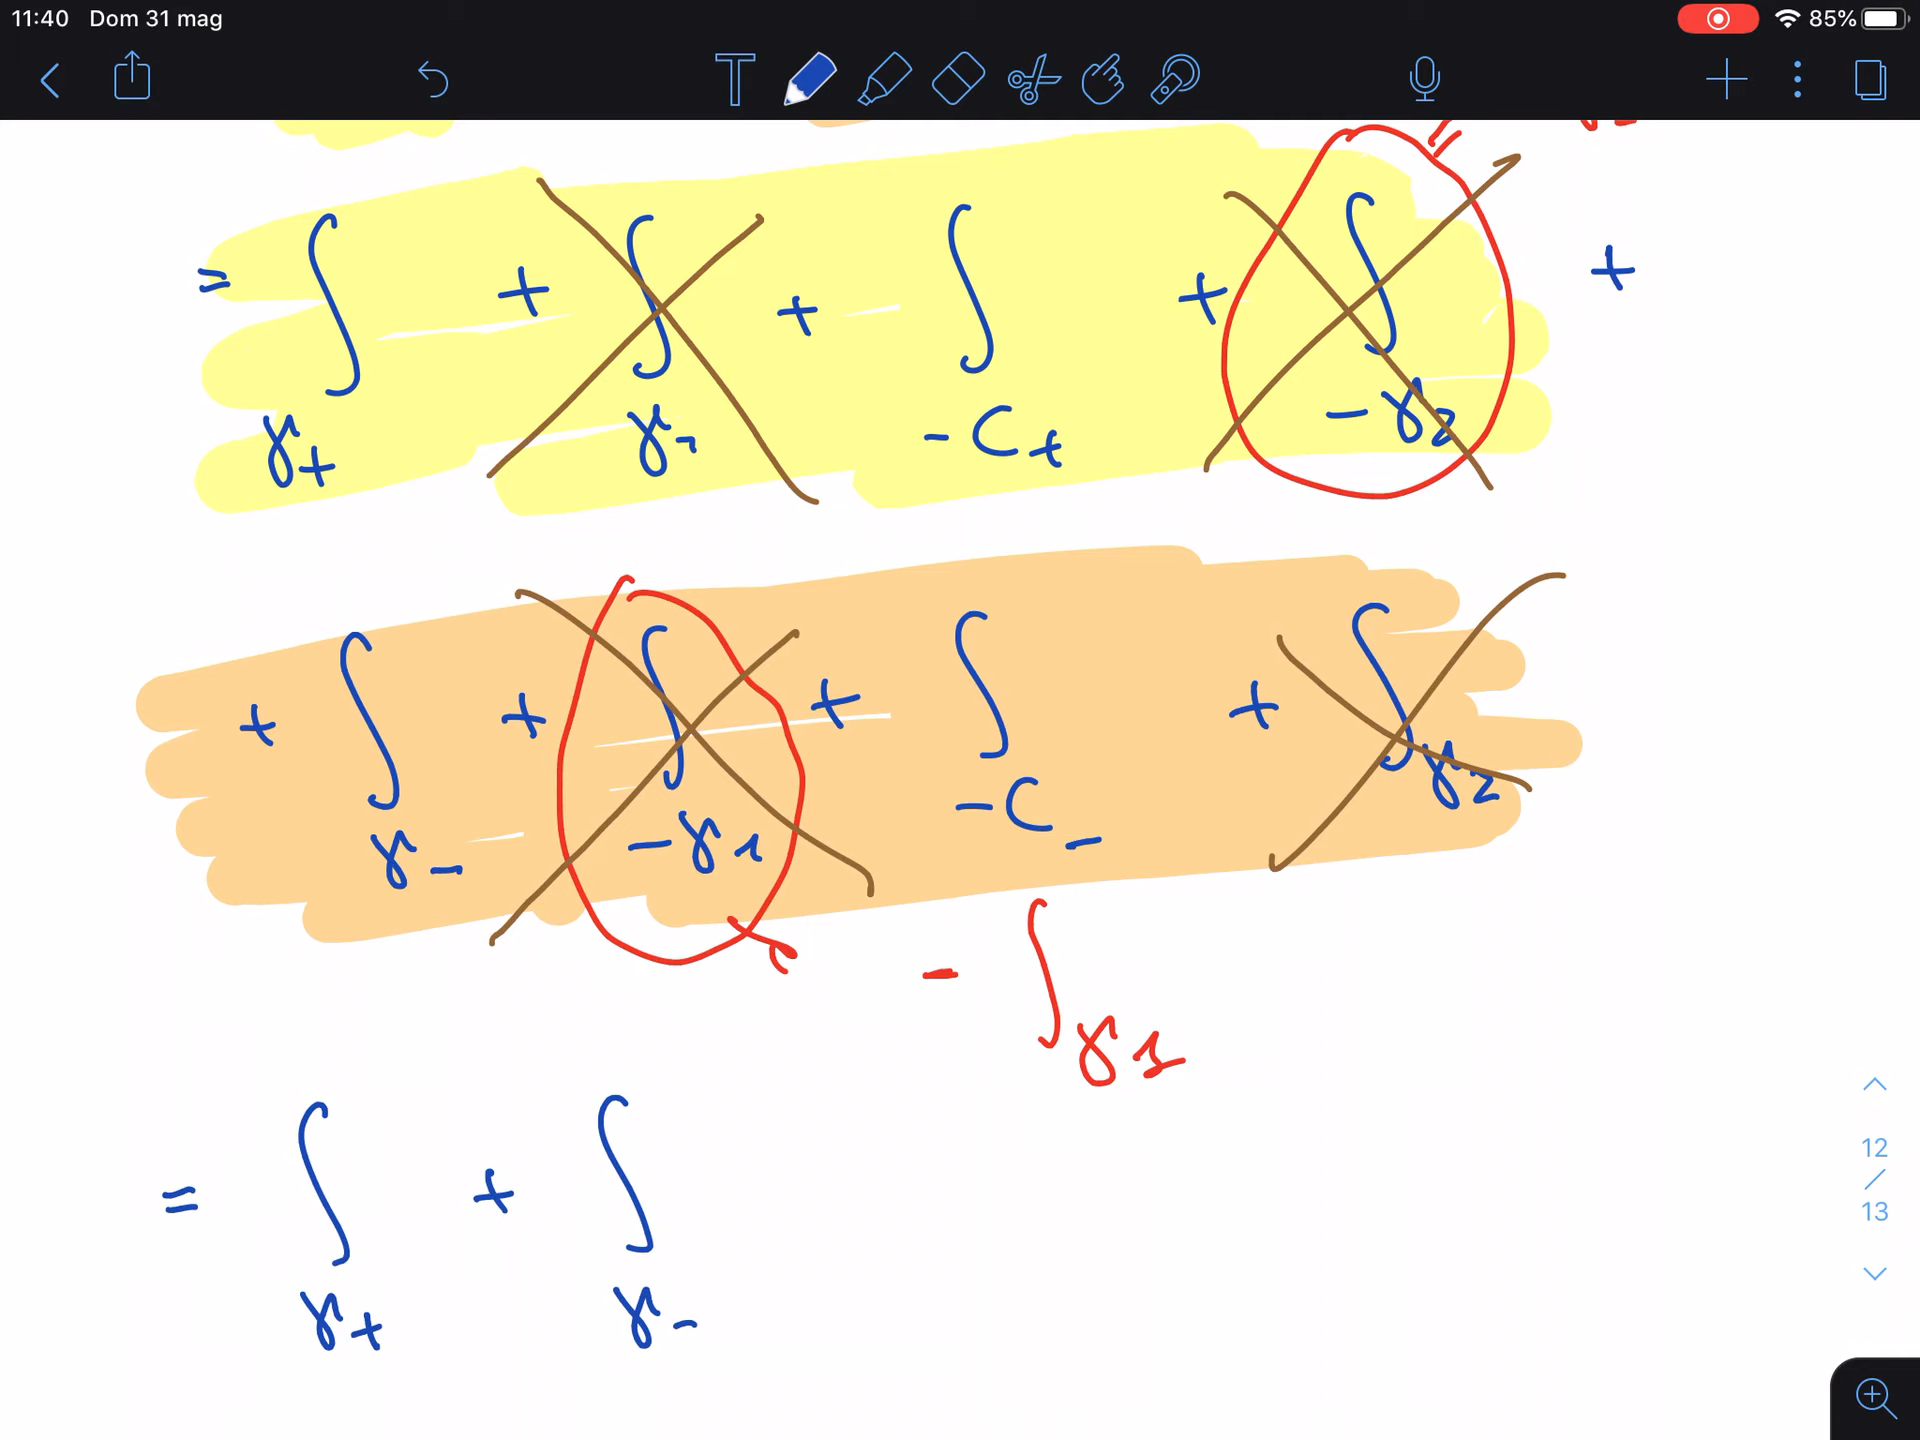 11:40 Dom 31 mag 85%
T
= ∫γ+ + ∫γ1 + ∫-C+ + ∫-γ2 +
+ ∫γ- + ∫-γ1 + ∫-C- + ∫γ2
- ∫γ1
= ∫γ+ + ∫γ-
12
/
13